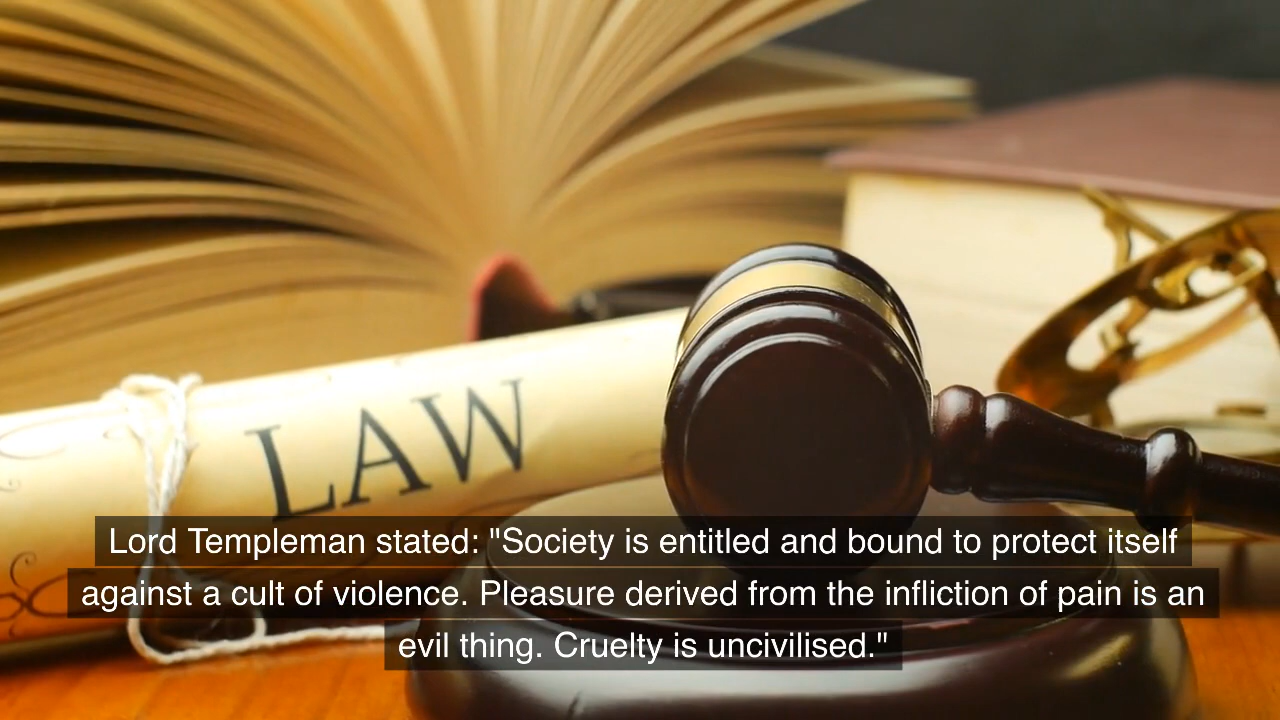 LAW
Lord Templeman stated: "Society is entitled and bound to protect itself
against a cult of violence. Pleasure derived from the infliction of pain is an
evil thing. Cruelty is uncivilised."